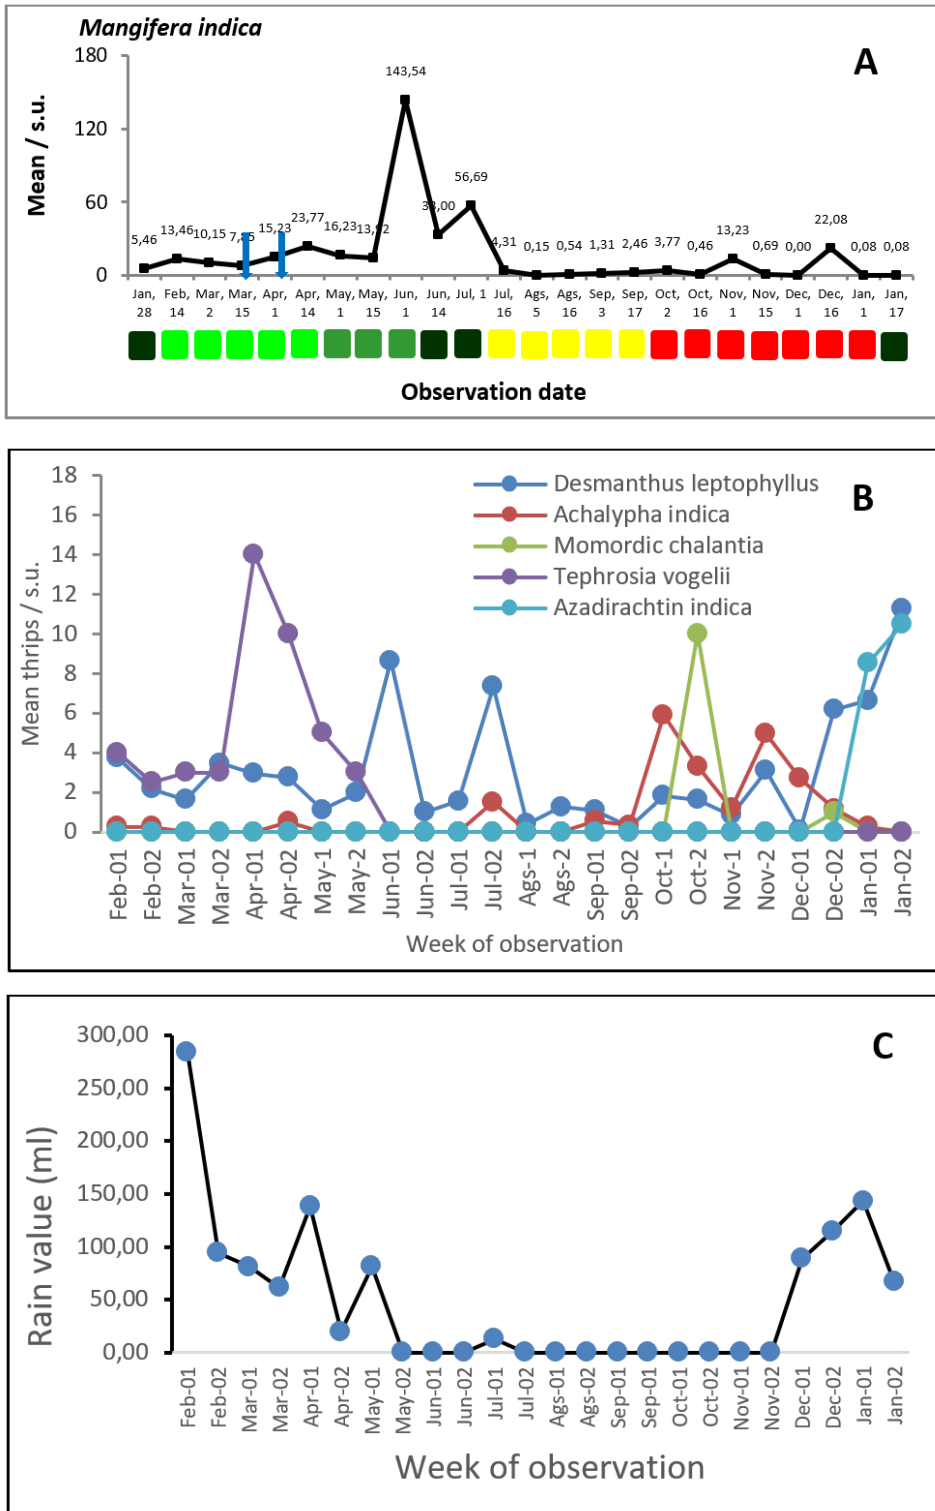 Mangifera indica
A
180
120
60
0
Mean / s.u.
5,46 13,46 10,15 7,85 15,23 23,77 16,23 13,92 143,54 33,00 56,69 4,31 0,15 0,54 1,31 2,46 3,77 0,46 13,23 0,69 0,00 22,08 0,08 0,08
Jan, Feb, Mar, Mar, Apr, Apr, May, May, Jun, Jun, Jul, 1 Jul, Ags, Ags, Sep, Sep, Oct, Oct, Nov, Nov, Dec, Dec, Jan, Jan,
28 14 2 15 1 14 1 15 1 14 16 5 16 3 17 2 16 1 15 1 16 1 17
Observation date
B
18
16
14
12
10
8
6
4
2
0
Mean thrips / s.u.
Desmanthus leptophyllus
Achalypha indica
Momordic chalantia
Tephrosia vogelii
Azadirachtin indica
Feb-01 Feb-02 Mar-01 Mar-02 Apr-01 Apr-02 May-1 May-2 Jun-01 Jun-02 Jul-01 Jul-02 Ags-1 Ags-2 Sep-01 Sep-02 Oct-1 Oct-2 Nov-1 Nov-2 Dec-01 Dec-02 Jan-01 Jan-02
Week of observation
C
300,00
250,00
200,00
150,00
100,00
50,00
0,00
Rain value (ml)
Feb-01 Feb-02 Mar-01 Mar-02 Apr-01 Apr-02 May-01 May-02 Jun-01 Jun-02 Jul-01 Jul-02 Ags-01 Ags-02 Sep-01 Sep-01 Oct-01 Oct-02 Nov-01 Nov-02 Dec-01 Dec-02 Jan-01 Jan-02
Week of observation